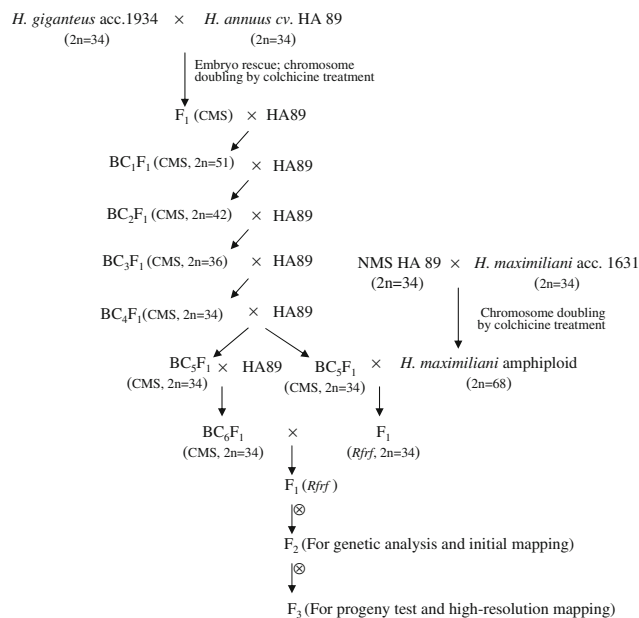 H. giganteus acc.1934 × H. annuus cv. HA 89
(2n=34) (2n=34)
Embryo rescue; chromosome
doubling by colchicine treatment
F₁ (CMS) × HA89
BC₁F₁ (CMS, 2n=51) × HA89
BC₂F₁ (CMS, 2n=42) × HA89
BC₃F₁ (CMS, 2n=36) × HA89
NMS HA 89 × H. maximiliani acc. 1631
(2n=34) (2n=34)
BC₄F₁(CMS, 2n=34) × HA89
Chromosome doubling
by colchicine treatment
BC₅F₁ × HA89 BC₅F₁ × H. maximiliani amphiploid
(CMS, 2n=34) (CMS, 2n=34) (2n=68)
BC₆F₁ × F₁
(CMS, 2n=34) (Rfrf, 2n=34)
F₁ (Rfrf)
⊗
F₂ (For genetic analysis and initial mapping)
⊗
F₃ (For progeny test and high-resolution mapping)